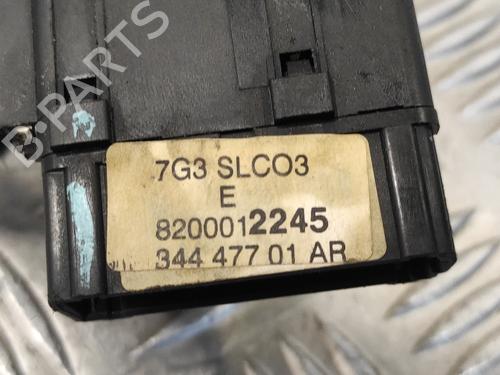 B-PARTS
7G3 SLCO3
E
8200012245
344 477 01 AR